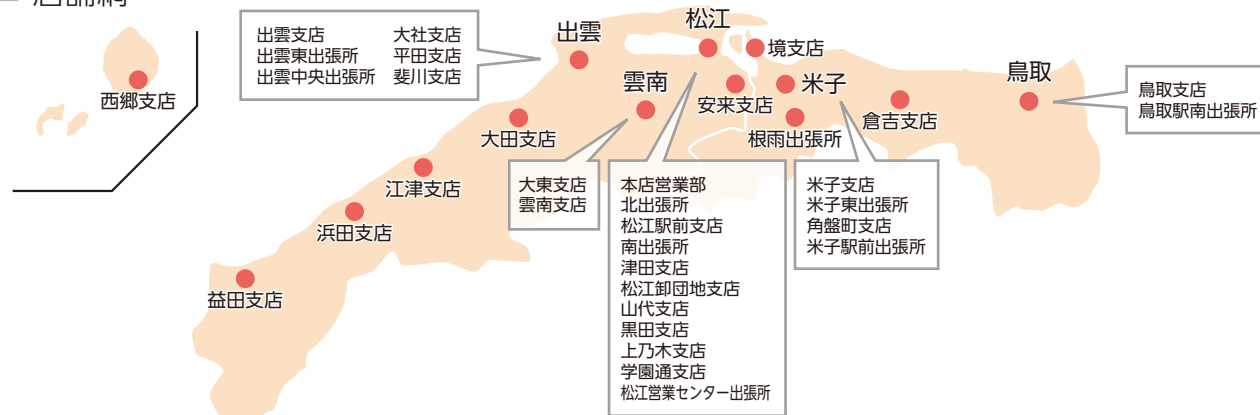 店舗網
西郷支店
出雲支店 大社支店
出雲東出張所 平田支店
出雲中央出張所 斐川支店
出雲
松江
境支店
雲南
安来支店
米子
根雨出張所
倉吉支店
鳥取
鳥取支店
鳥取駅南出張所
大田支店
江津支店
浜田支店
益田支店
大東支店
雲南支店
本店営業部
北出張所
松江駅前支店
南出張所
津田支店
松江卸団地支店
山代支店
黒田支店
上乃木支店
学園通支店
松江営業センター出張所
米子支店
米子東出張所
角盤町支店
米子駅前出張所